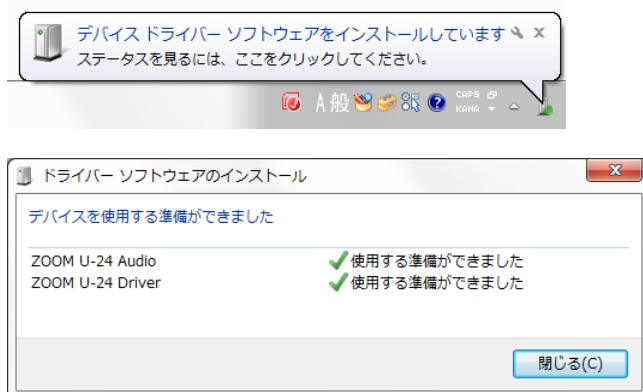 デバイス ドライバー ソフトウェアをインストールしています
ステータスを見るには、ここをクリックしてください。
A 般 CAPS
KANA
ドライバー ソフトウェアのインストール
デバイスを使用する準備ができました
ZOOM U-24 Audio 使用する準備ができました
ZOOM U-24 Driver 使用する準備ができました
閉じる(C)